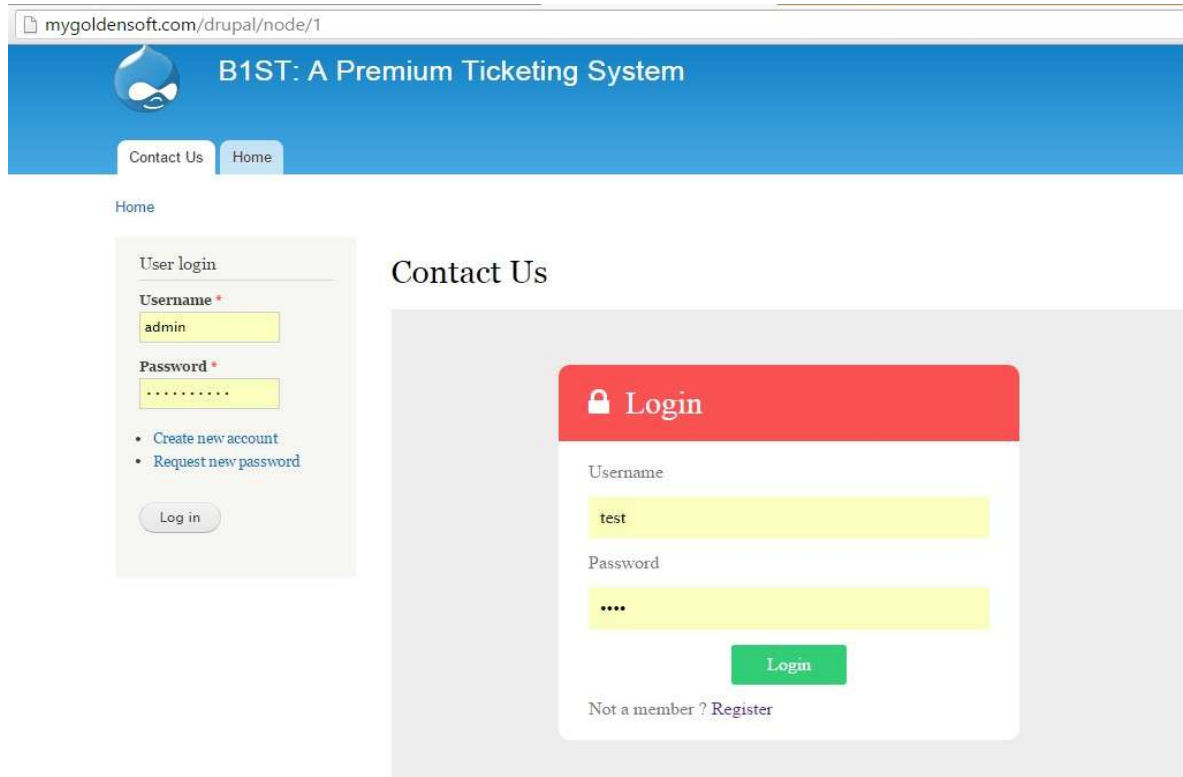 mygoldensoft.com/drupal/node/1
B1ST: A Premium Ticketing System
Contact Us
Home
Home
User login
Username *
admin
Password *
••••••••••
Create new account
Request new password
Log in
Contact Us
Login
Username
test
Password
••••
Login
Not a member ? Register